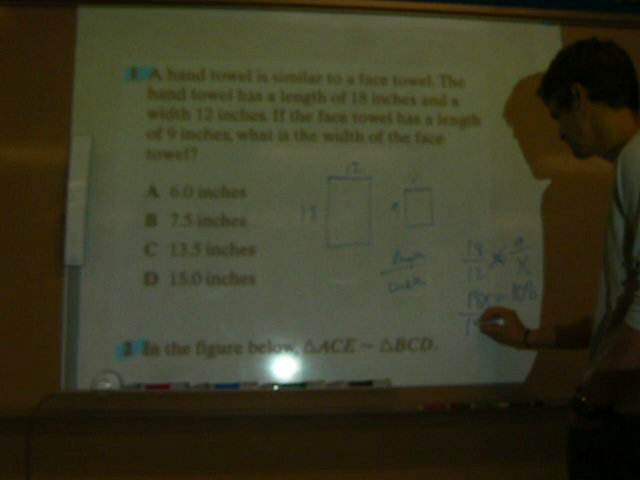 1 A hand towel is similar to a face towel. The
hand towel has a length of 18 inches and a
width 12 inches. If the face towel has a length
of 9 inches, what is the width of the face
towel?
A 6.0 inches
B 7.5 inches
C 13.5 inches
D 15.0 inches
12
x
18
9
length
width
18 9
12 x
18x = 108
2 In the figure below, △ACE ~ △BCD.